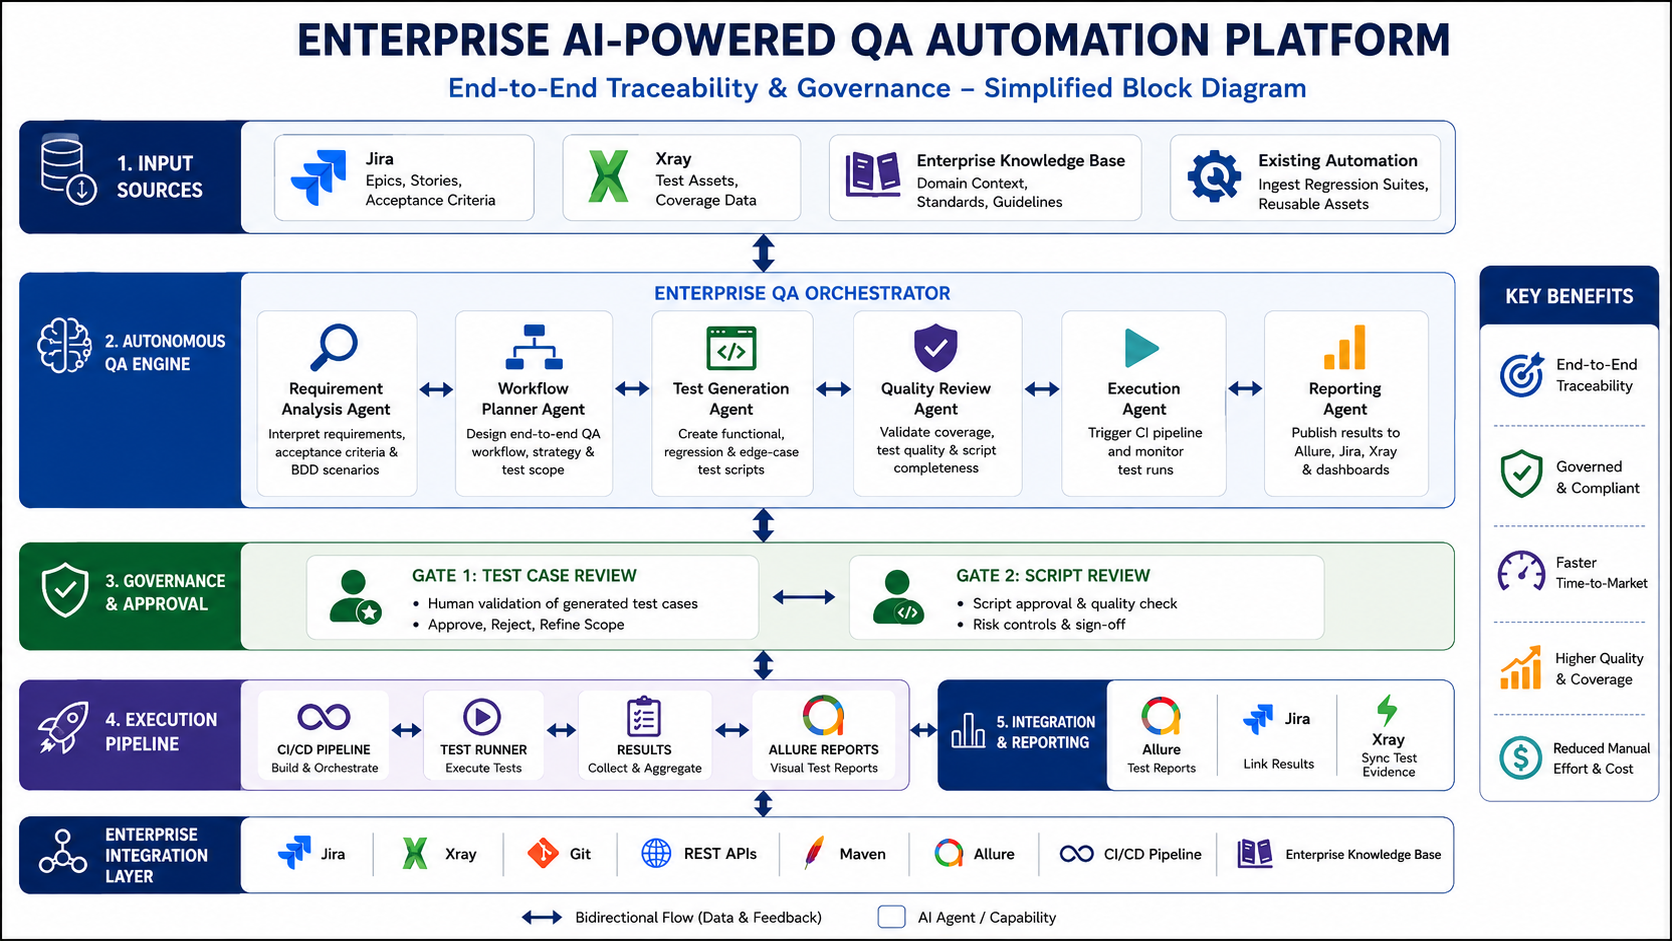 ENTERPRISE AI-POWERED QA AUTOMATION PLATFORM
End-to-End Traceability & Governance – Simplified Block Diagram
1. INPUT
SOURCES
Jira
Epics, Stories,
Acceptance Criteria
Xray
Test Assets,
Coverage Data
Enterprise Knowledge Base
Domain Context,
Standards, Guidelines
Existing Automation
Ingest Regression Suites,
Reusable Assets
2. AUTONOMOUS
QA ENGINE
ENTERPRISE QA ORCHESTRATOR
Requirement
Analysis Agent
Interpret requirements,
acceptance criteria &
BDD scenarios
Workflow
Planner Agent
Design end-to-end QA
workflow, strategy &
test scope
Test Generation
Agent
Create functional,
regression & edge-case
test scripts
Quality Review
Agent
Validate coverage,
test quality & script
completeness
Execution
Agent
Trigger CI pipeline
and monitor
test runs
Reporting
Agent
Publish results to
Allure, Jira, Xray
& dashboards
3. GOVERNANCE
& APPROVAL
GATE 1: TEST CASE REVIEW
• Human validation of generated test cases
• Approve, Reject, Refine Scope
GATE 2: SCRIPT REVIEW
• Script approval & quality check
• Risk controls & sign-off
4. EXECUTION
PIPELINE
CI/CD PIPELINE
Build & Orchestrate
TEST RUNNER
Execute Tests
RESULTS
Collect & Aggregate
ALLURE REPORTS
Visual Test Reports
5. INTEGRATION
& REPORTING
Allure
Test Reports
Jira
Link Results
Xray
Sync Test
Evidence
ENTERPRISE
INTEGRATION
LAYER
Jira
Xray
Git
REST APIs
Maven
Allure
CI/CD Pipeline
Enterprise Knowledge Base
Bidirectional Flow (Data & Feedback)
AI Agent / Capability
KEY BENEFITS
End-to-End
Traceability
Governed
& Compliant
Faster
Time-to-Market
Higher Quality
& Coverage
Reduced Manual
Effort & Cost